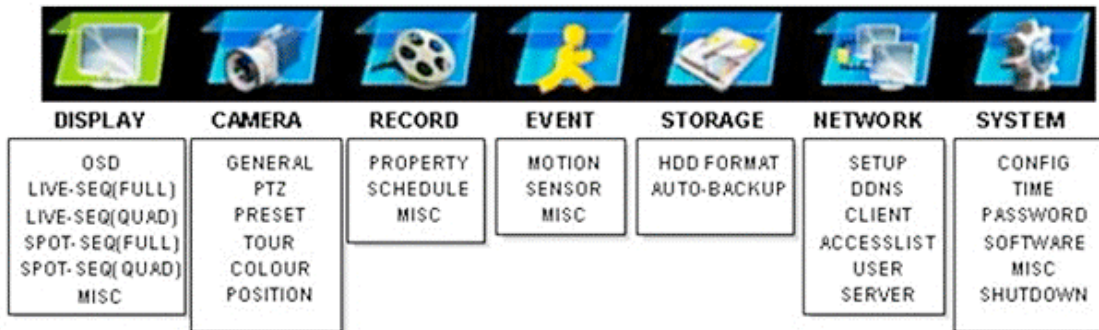 DISPLAY CAMERA RECORD EVENT STORAGE NETWORK SYSTEM
OSD
LIVE-SEQ(FULL)
LIVE-SEQ(QUAD)
SPOT-SEQ(FULL)
SPOT-SEQ(QUAD)
MISC
GENERAL
PTZ
PRESET
TOUR
COLOUR
POSITION
PROPERTY
SCHEDULE
MISC
MOTION
SENSOR
MISC
HDD FORMAT
AUTO-BACKUP
SETUP
DDNS
CLIENT
ACCESSLIST
USER
SERVER
CONFIG
TIME
PASSWORD
SOFTWARE
MISC
SHUTDOWN